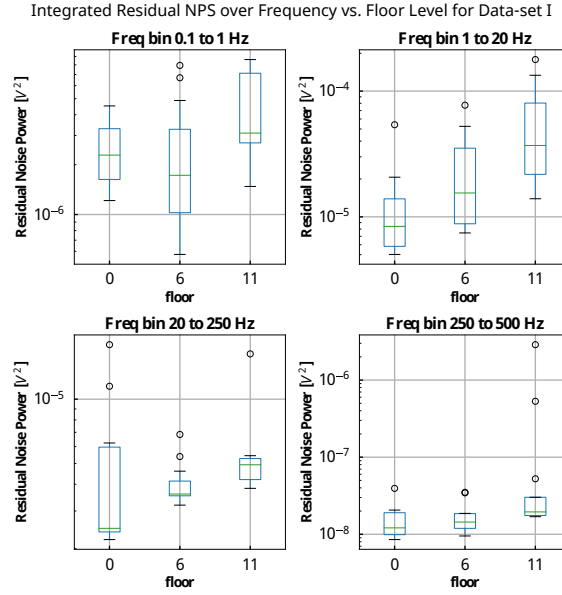 Integrated Residual NPS over Frequency vs. Floor Level for Data-set I
Freq bin 0.1 to 1 Hz
Residual Noise Power [V²]
10⁻⁶
0 6 11
floor
Freq bin 1 to 20 Hz
Residual Noise Power [V²]
10⁻⁴
10⁻⁵
0 6 11
floor
Freq bin 20 to 250 Hz
Residual Noise Power [V²]
10⁻⁵
0 6 11
floor
Freq bin 250 to 500 Hz
Residual Noise Power [V²]
10⁻⁶
10⁻⁷
10⁻⁸
0 6 11
floor